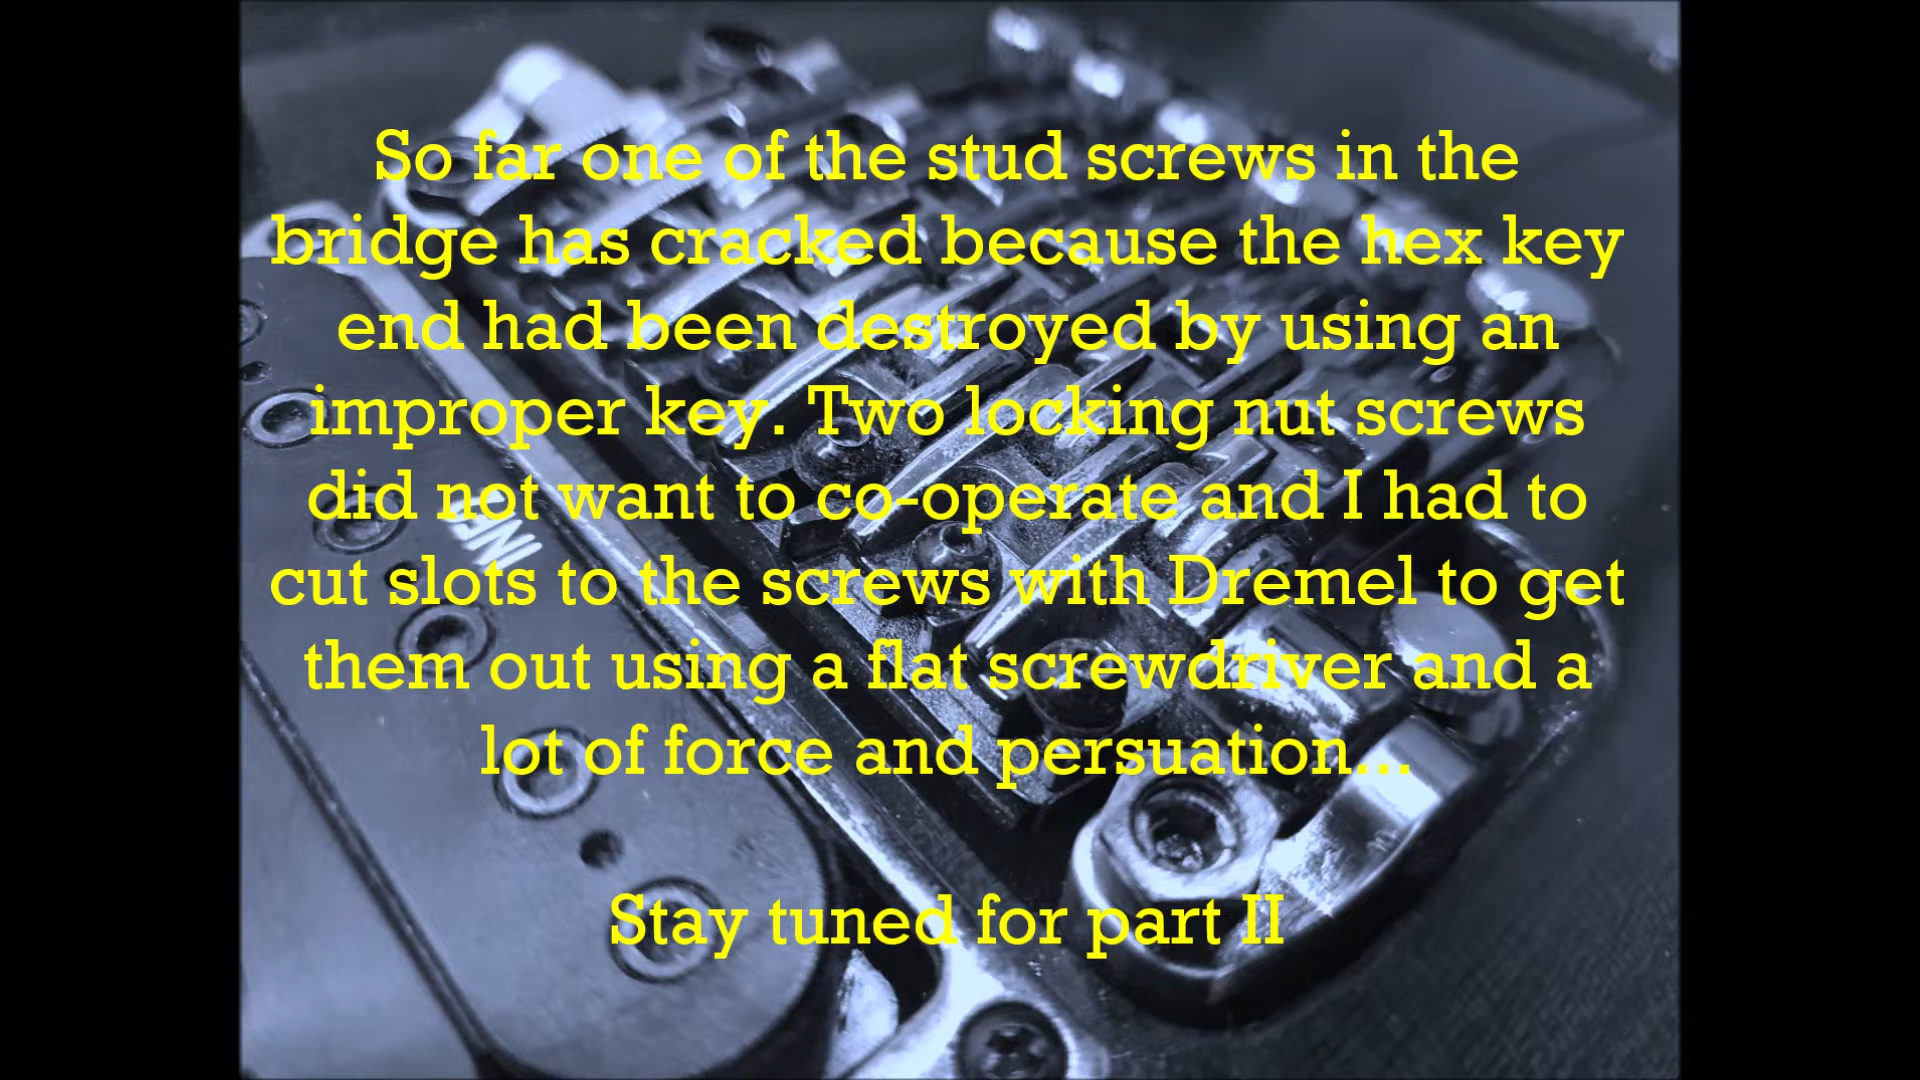 So far one of the stud screws in the
bridge has cracked because the hex key
end had been destroyed by using an
improper key. Two locking nut screws
did not want to co-operate and I had to
cut slots to the screws with Dremel to get
them out using a flat screwdriver and a
lot of force and persuation...
Stay tuned for part II